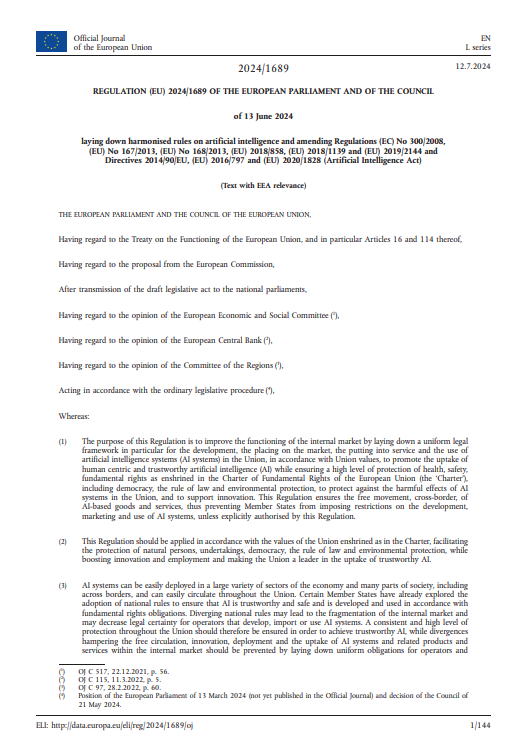 Official Journal
of the European Union
EN
L series
2024/1689
12.7.2024
REGULATION (EU) 2024/1689 OF THE EUROPEAN PARLIAMENT AND OF THE COUNCIL
of 13 June 2024
laying down harmonised rules on artificial intelligence and amending Regulations (EC) No 300/2008,
(EU) No 167/2013, (EU) No 168/2013, (EU) 2018/858, (EU) 2018/1139 and (EU) 2019/2144 and
Directives 2014/90/EU, (EU) 2016/797 and (EU) 2020/1828 (Artificial Intelligence Act)
(Text with EEA relevance)
THE EUROPEAN PARLIAMENT AND THE COUNCIL OF THE EUROPEAN UNION,
Having regard to the Treaty on the Functioning of the European Union, and in particular Articles 16 and 114 thereof,
Having regard to the proposal from the European Commission,
After transmission of the draft legislative act to the national parliaments,
Having regard to the opinion of the European Economic and Social Committee (¹),
Having regard to the opinion of the European Central Bank (²),
Having regard to the opinion of the Committee of the Regions (³),
Acting in accordance with the ordinary legislative procedure (⁴),
Whereas:
(1) The purpose of this Regulation is to improve the functioning of the internal market by laying down a uniform legal
framework in particular for the development, the placing on the market, the putting into service and the use of
artificial intelligence systems (AI systems) in the Union, in accordance with Union values, to promote the uptake of
human centric and trustworthy artificial intelligence (AI) while ensuring a high level of protection of health, safety,
fundamental rights as enshrined in the Charter of Fundamental Rights of the European Union (the ‘Charter’),
including democracy, the rule of law and environmental protection, to protect against the harmful effects of AI
systems in the Union, and to support innovation. This Regulation ensures the free movement, cross-border, of
AI-based goods and services, thus preventing Member States from imposing restrictions on the development,
marketing and use of AI systems, unless explicitly authorised by this Regulation.
(2) This Regulation should be applied in accordance with the values of the Union enshrined as in the Charter, facilitating
the protection of natural persons, undertakings, democracy, the rule of law and environmental protection, while
boosting innovation and employment and making the Union a leader in the uptake of trustworthy AI.
(3) AI systems can be easily deployed in a large variety of sectors of the economy and many parts of society, including
across borders, and can easily circulate throughout the Union. Certain Member States have already explored the
adoption of national rules to ensure that AI is trustworthy and safe and is developed and used in accordance with
fundamental rights obligations. Diverging national rules may lead to the fragmentation of the internal market and
may decrease legal certainty for operators that develop, import or use AI systems. A consistent and high level of
protection throughout the Union should therefore be ensured in order to achieve trustworthy AI, while divergences
hampering the free circulation, innovation, deployment and the uptake of AI systems and related products and
services within the internal market should be prevented by laying down uniform obligations for operators and
(¹) OJ C 517, 22.12.2021, p. 56.
(²) OJ C 115, 11.3.2022, p. 5.
(³) OJ C 97, 28.2.2022, p. 60.
(⁴) Position of the European Parliament of 13 March 2024 (not yet published in the Official Journal) and decision of the Council of
21 May 2024.
ELI: http://data.europa.eu/eli/reg/2024/1689/oj
1/144